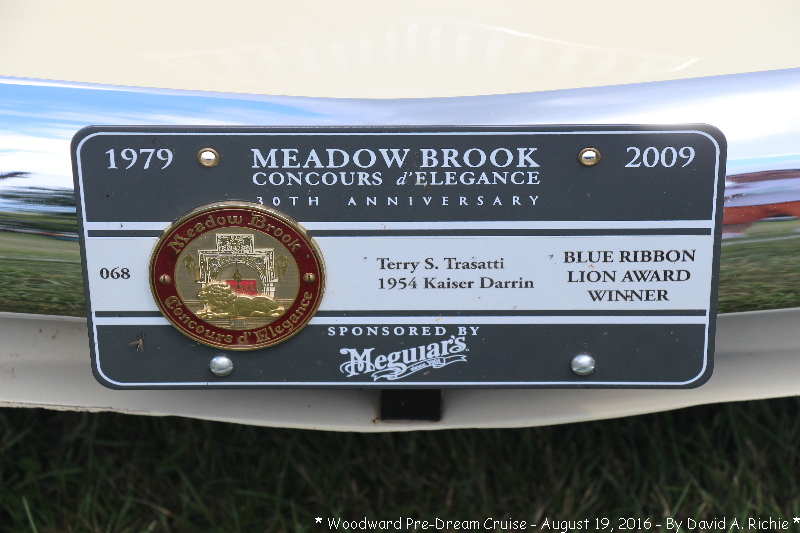 1979
MEADOW BROOK
2009
CONCOURS d'ELEGANCE
30TH ANNIVERSARY
068
Meadow Brook
Concours d'Elegance
Terry S. Trasatti
1954 Kaiser Darrin
BLUE RIBBON
LION AWARD
WINNER
SPONSORED BY
Meguiar's
* Woodward Pre-Dream Cruise - August 19, 2016 - By David A. Richie *